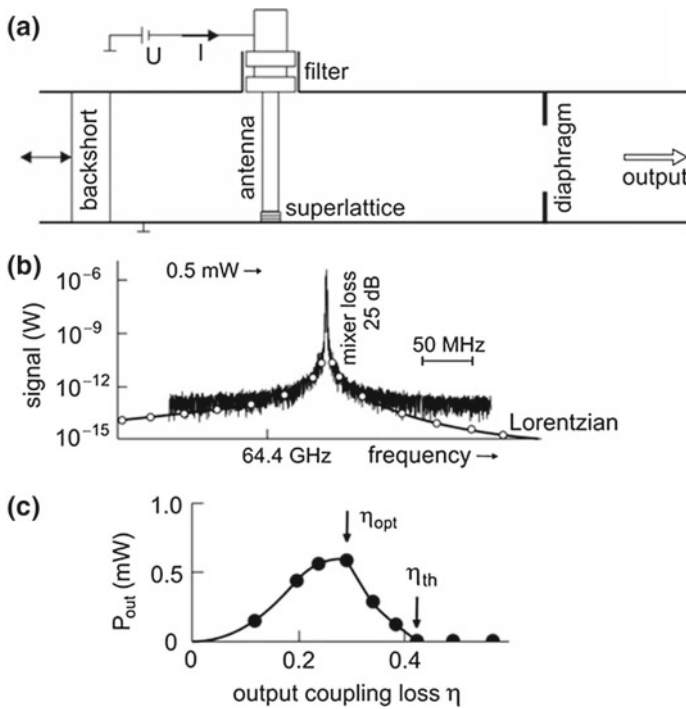 (a)
U
I
filter
backshort
antenna
superlattice
diaphragm
output
(b)
signal (W)
10⁻⁶
10⁻⁹
10⁻¹²
10⁻¹⁵
0.5 mW →
mixer loss
25 dB
50 MHz
Lorentzian
64.4 GHz
frequency →
(c)
P_out (mW)
1.0
0.5
0
η_opt
η_th
0
0.2
0.4
output coupling loss η